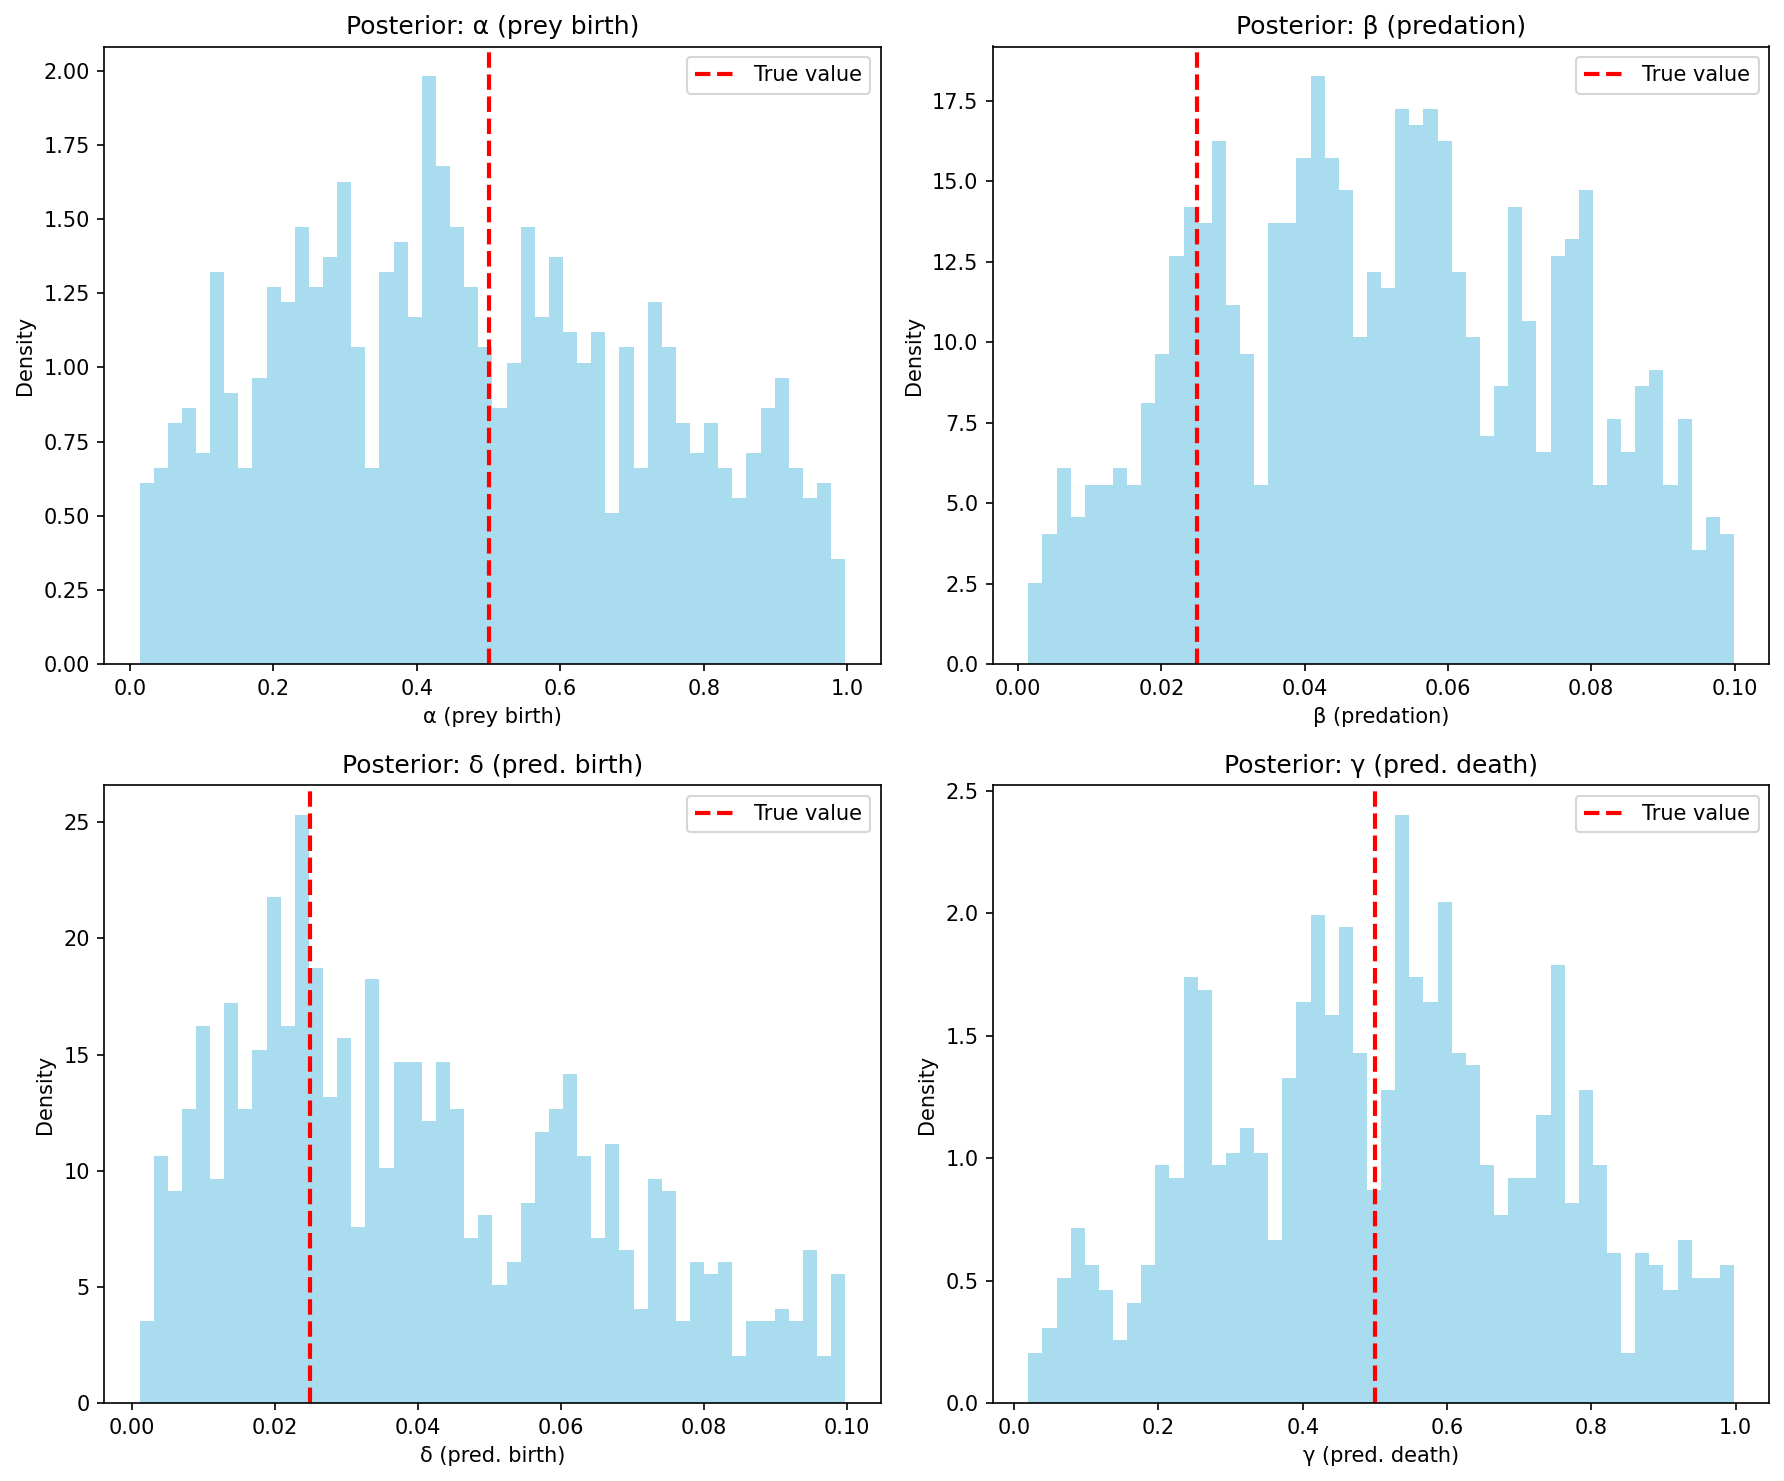 Posterior: α (prey birth)
True value
Density
2.00
1.75
1.50
1.25
1.00
0.75
0.50
0.25
0.00
0.0 0.2 0.4 0.6 0.8 1.0
α (prey birth)
Posterior: β (predation)
True value
Density
17.5
15.0
12.5
10.0
7.5
5.0
2.5
0.0
0.00 0.02 0.04 0.06 0.08 0.10
β (predation)
Posterior: δ (pred. birth)
True value
Density
25
20
15
10
5
0
0.00 0.02 0.04 0.06 0.08 0.10
δ (pred. birth)
Posterior: γ (pred. death)
True value
Density
2.5
2.0
1.5
1.0
0.5
0.0
0.0 0.2 0.4 0.6 0.8 1.0
γ (pred. death)